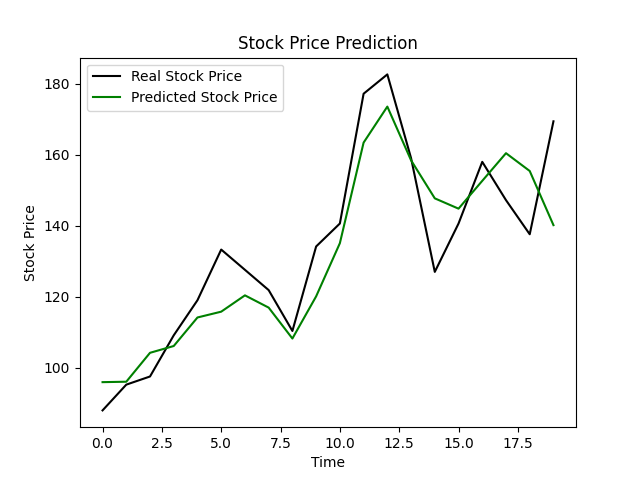 Stock Price Prediction
Real Stock Price
Predicted Stock Price
Stock Price
180
160
140
120
100
0.0 2.5 5.0 7.5 10.0 12.5 15.0 17.5
Time